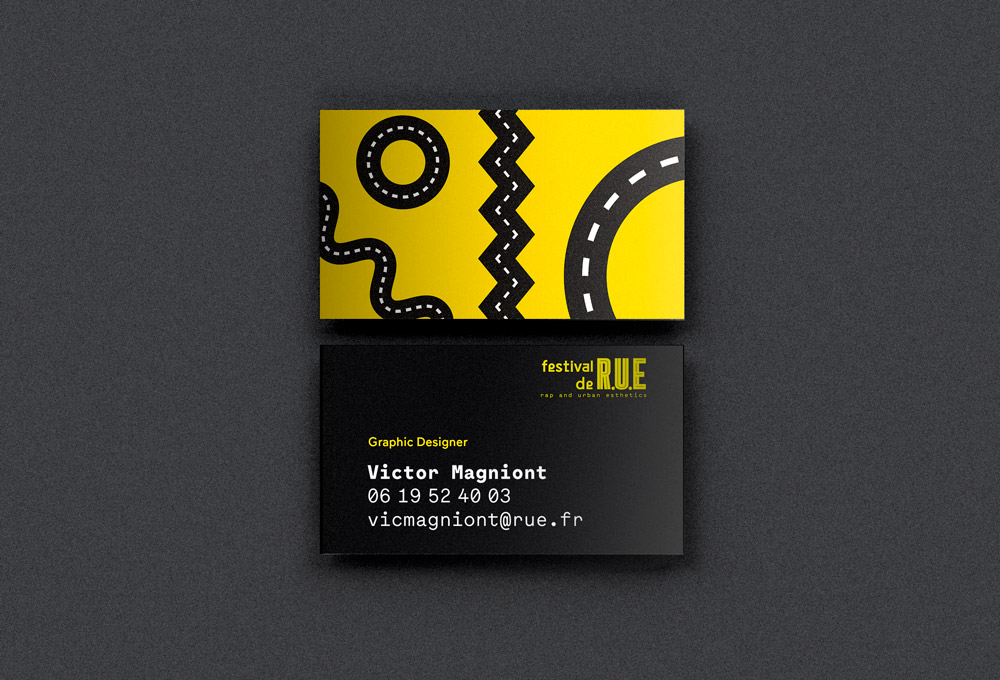 festival
de R.U.E
rap and urban esthetics
Graphic Designer
Victor Magniont
06 19 52 40 03
vicmagniont@rue.fr